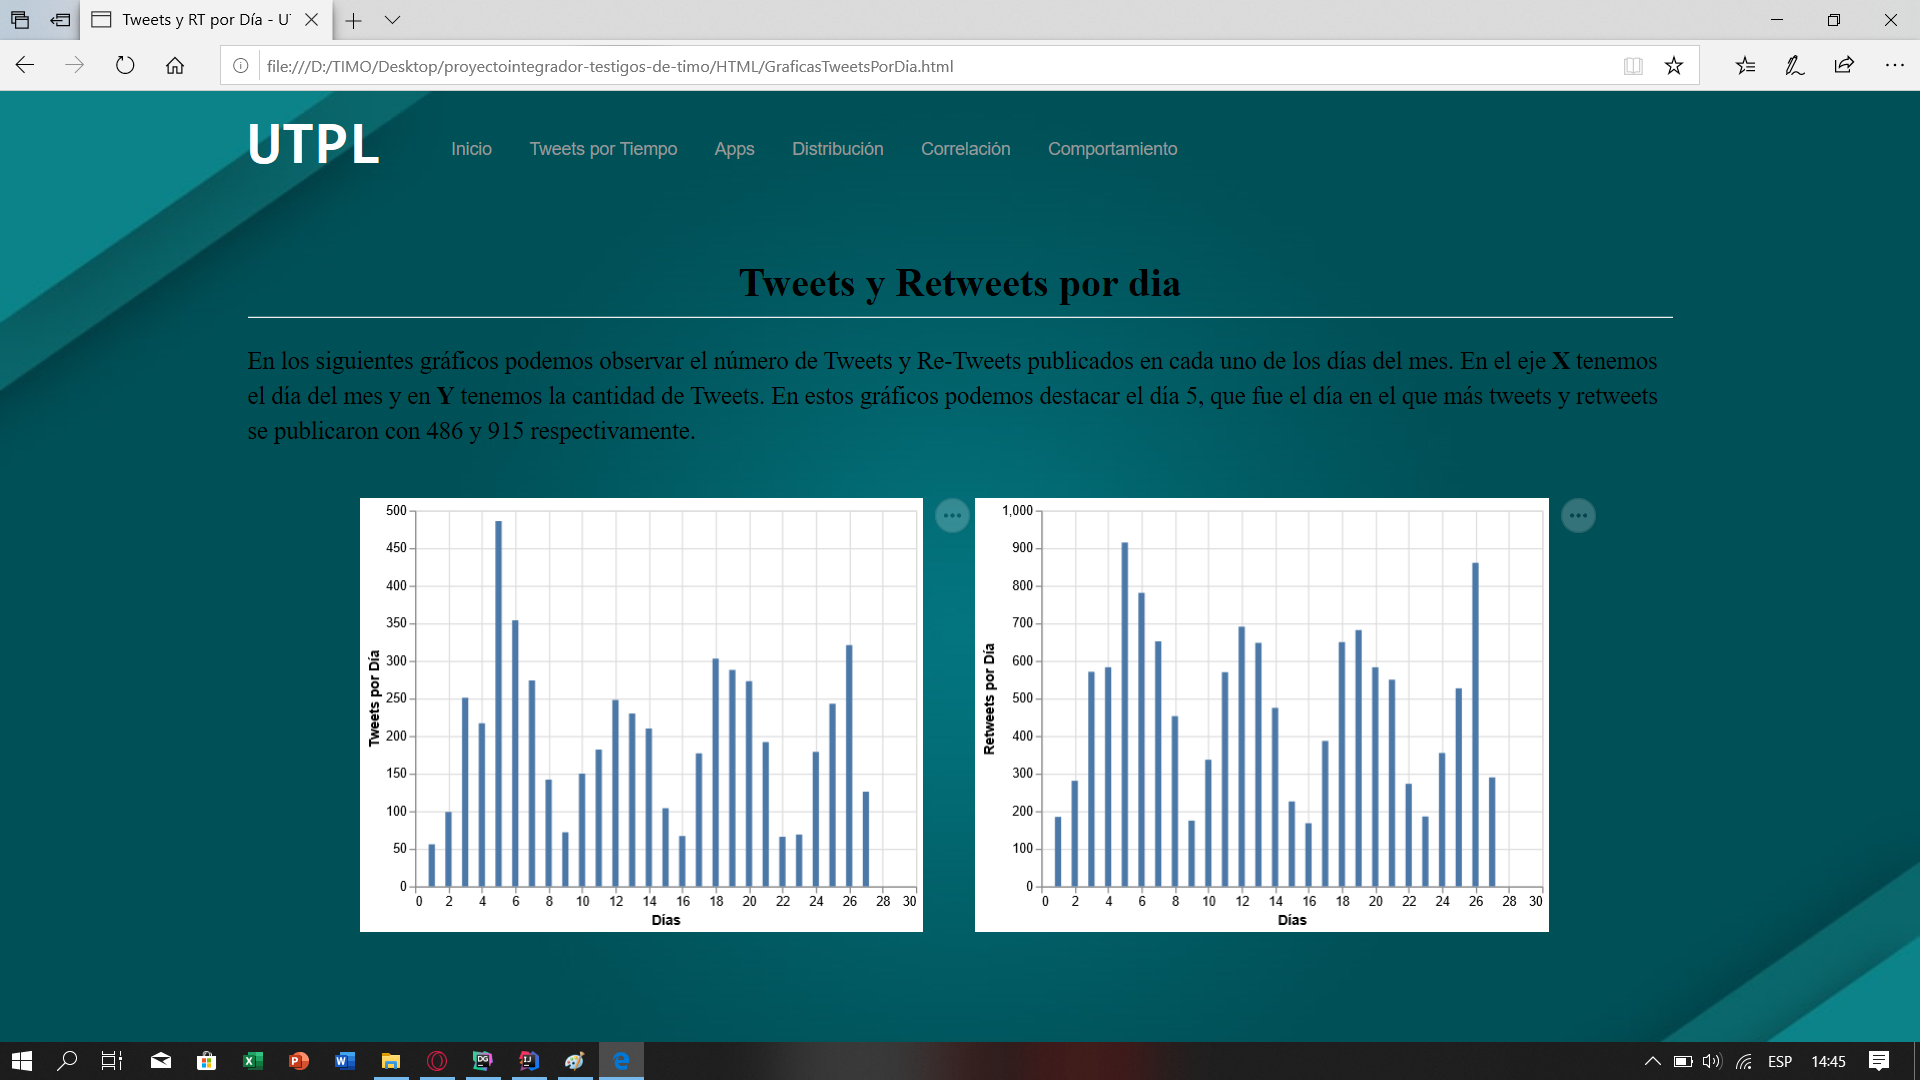 Tweets y RT por Día - U
file:///D:/TIMO/Desktop/proyectointegrador-testigos-de-timo/HTML/GraficasTweetsPorDia.html
UTPL
Inicio Tweets por Tiempo Apps Distribución Correlación Comportamiento
Tweets y Retweets por dia
En los siguientes gráficos podemos observar el número de Tweets y Re-Tweets publicados en cada uno de los días del mes. En el eje X tenemos
el día del mes y en Y tenemos la cantidad de Tweets. En estos gráficos podemos destacar el día 5, que fue el día en el que más tweets y retweets
se publicaron con 486 y 915 respectivamente.
500
450
400
350
300
250
200
150
100
50
0
Tweets por Día
0 2 4 6 8 10 12 14 16 18 20 22 24 26 28 30
Días
1,000
900
800
700
600
500
400
300
200
100
0
Retweets por Día
0 2 4 6 8 10 12 14 16 18 20 22 24 26 28 30
Días
ESP 14:45